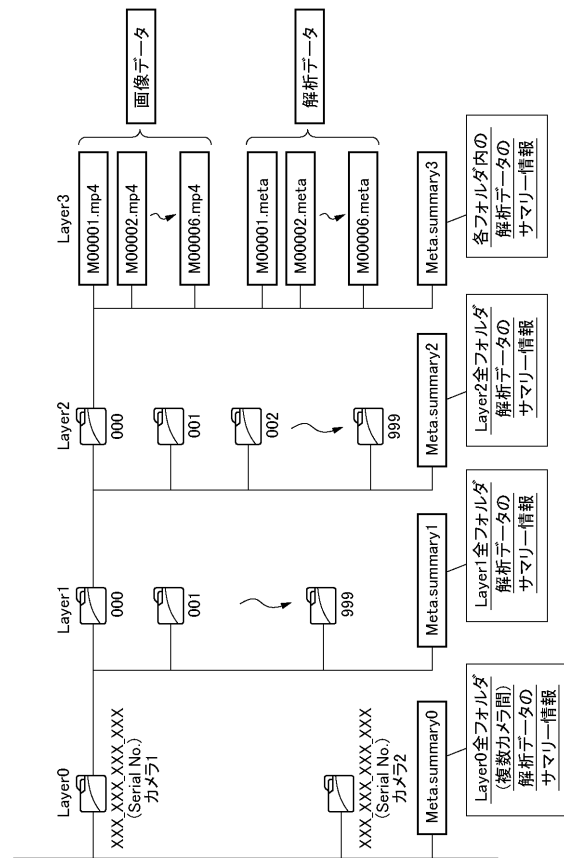 Layer0
XXX_XXX_XXX_XXX
(Serial No.)
カメラ1
XXX_XXX_XXX_XXX
(Serial No.)
カメラ2
Meta.summary0
Layer0全フォルダ
(複数カメラ間)
解析データの
サマリー情報
Layer1
000
001
999
Meta.summary1
Layer1全フォルダ
解析データの
サマリー情報
Layer2
000
001
002
999
Meta.summary2
Layer2全フォルダ
解析データの
サマリー情報
Layer3
M00001.mp4
M00002.mp4
M00006.mp4
画像データ
M00001.meta
M00002.meta
M00006.meta
解析データ
Meta.summary3
各フォルダ内の
解析データの
サマリー情報